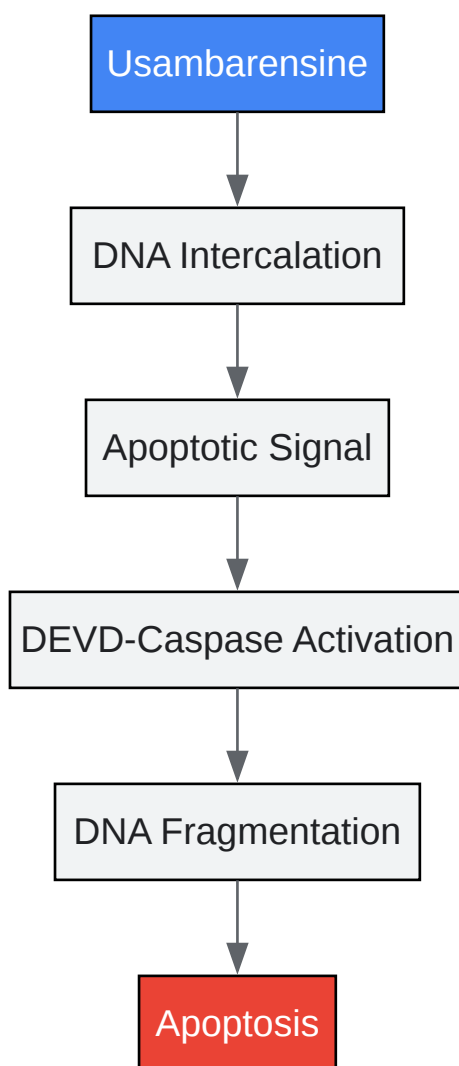 Usambarensine
DNA Intercalation
Apoptotic Signal
DEVD-Caspase Activation
DNA Fragmentation
Apoptosis